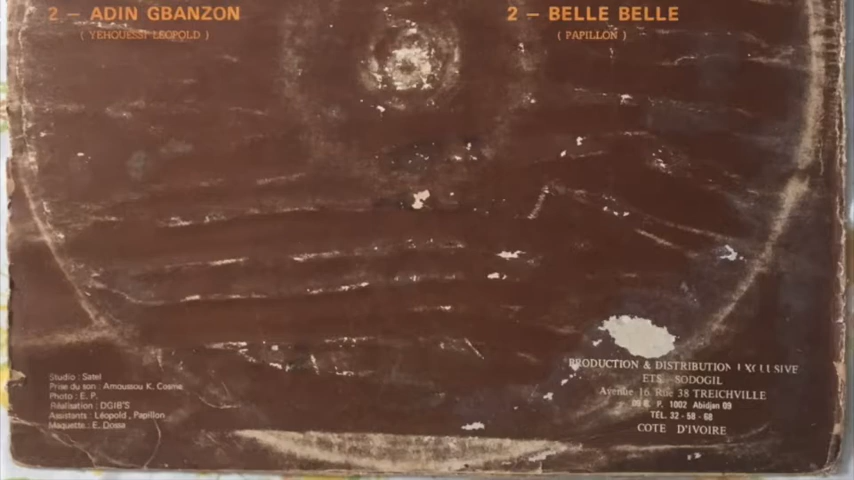 2 — ADIN GBANZON
( YEHOUESSI LEOPOLD )
2 — BELLE BELLE
( PAPILLON )
Studio : Satel
Prise du son : Amoussou K. Cosme
Photo : E. P.
Réalisation : DGIB'S
Assistants : Léopold , Papillon
Maquette : E. Dossa
PRODUCTION & DISTRIBUTION EXCLUSIVE
ETS SODOGIL
Avenue 16 Rue 38 TREICHVILLE
09 B. P. 1002 Abidjan 09
TÉL. 32 - 58 - 68
COTE D'IVOIRE